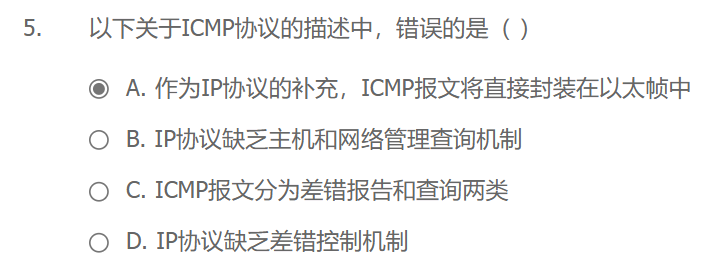 5. 以下关于ICMP协议的描述中，错误的是（ ）
A. 作为IP协议的补充，ICMP报文将直接封装在以太帧中
B. IP协议缺乏主机和网络管理查询机制
C. ICMP报文分为差错报告和查询两类
D. IP协议缺乏差错控制机制